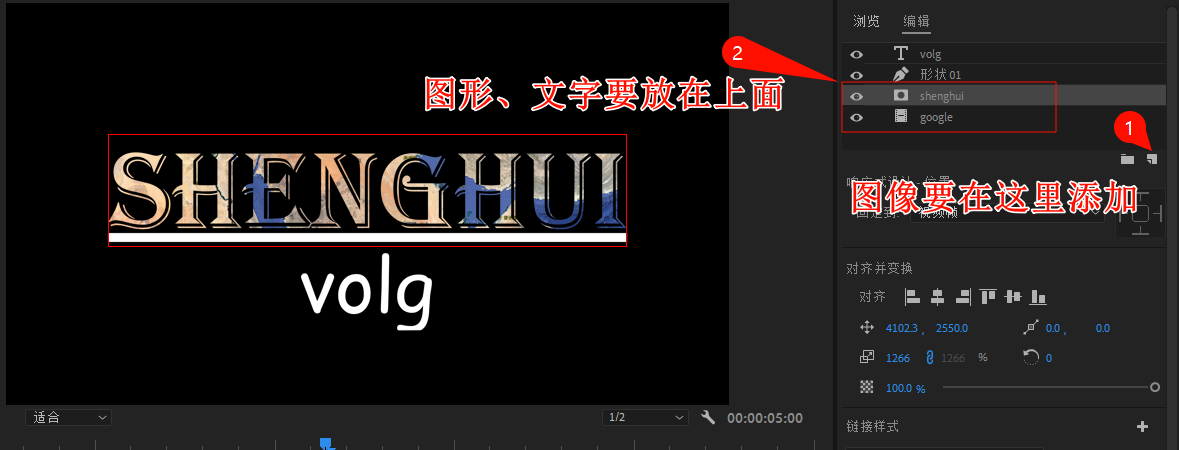 浏览 编辑
volg
形状 01
shenghui
google
2
图形、文字要放在上面
1
图像要在这里添加
SHENGHUI
volg
响应式设计 - 位置
固定到: 视频帧
对齐并变换
对齐
4102.3 , 2550.0 0.0 , 0.0
1266 1266 % 0
100.0 %
链接样式
适合 1/2 00:00:05:00